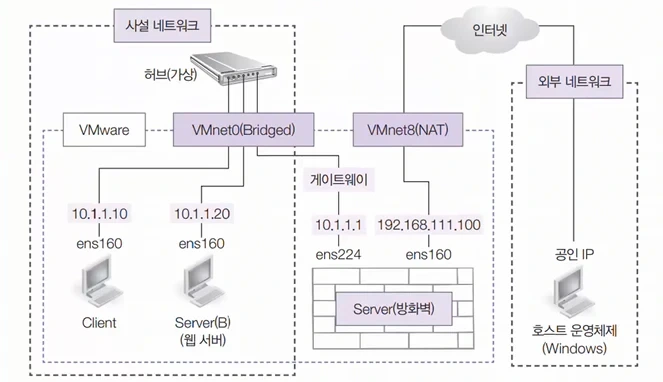 사설 네트워크
인터넷
허브(가상)
외부 네트워크
VMware
VMnet0(Bridged)
VMnet8(NAT)
게이트웨이
10.1.1.10
10.1.1.20
10.1.1.1
192.168.111.100
ens160
ens160
ens224
ens160
공인 IP
Server(방화벽)
Client
Server(B)
(웹 서버)
호스트 운영체제
(Windows)